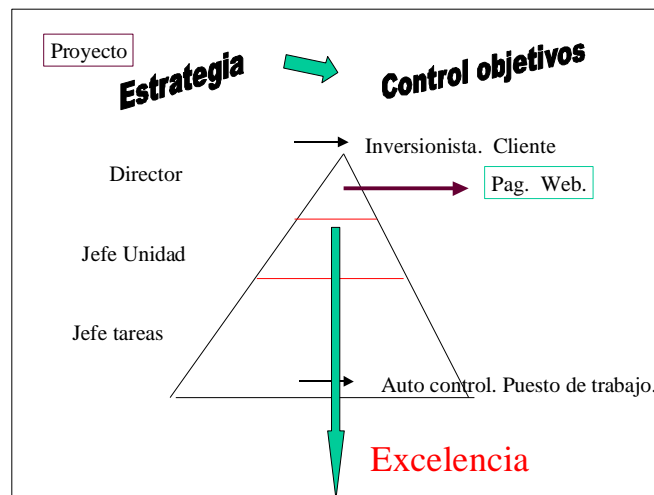 Proyecto
Estrategia
Control objetivos
Inversionista. Cliente
Director
Pag. Web.
Jefe Unidad
Jefe tareas
Auto control. Puesto de trabajo.
Excelencia